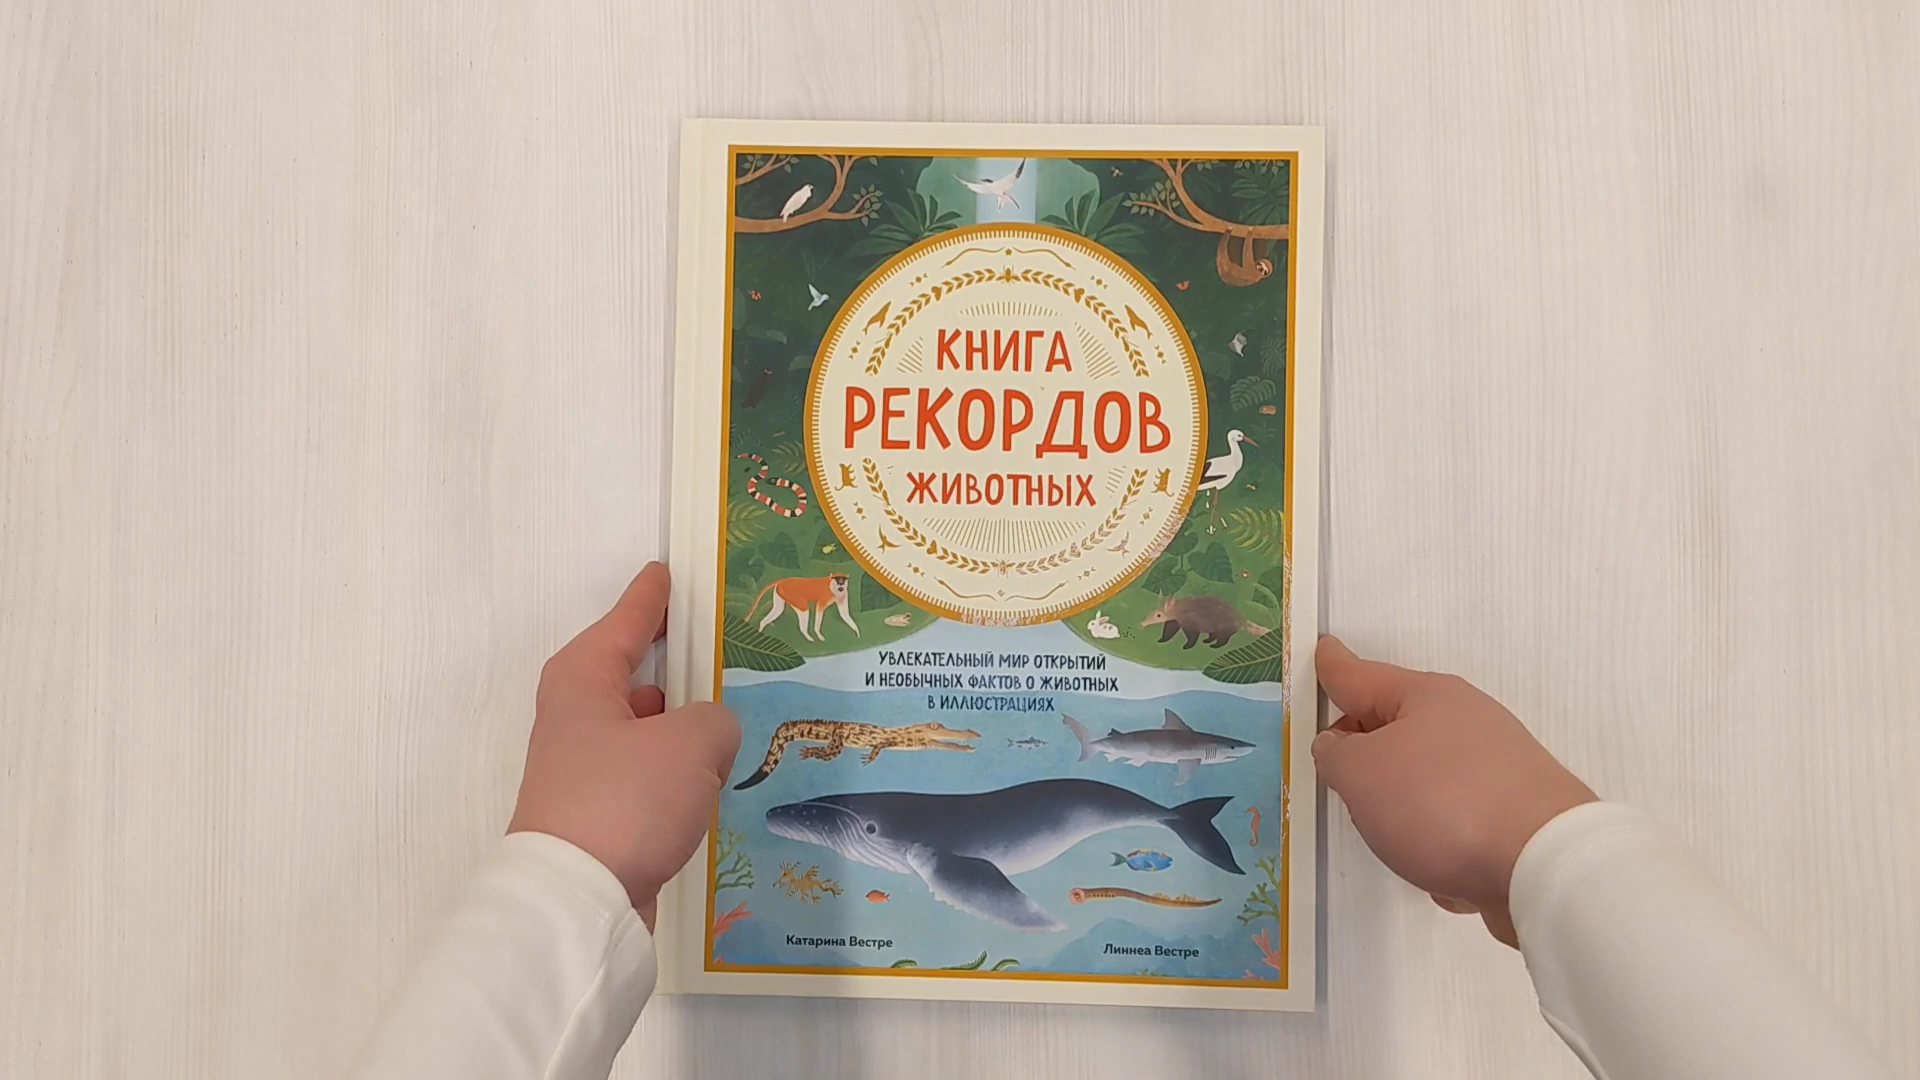 КНИГА
РЕКОРДОВ
ЖИВОТНЫХ
УВЛЕКАТЕЛЬНЫЙ МИР ОТКРЫТИЙ
И НЕОБЫЧНЫХ ФАКТОВ О ЖИВОТНЫХ
В ИЛЛЮСТРАЦИЯХ
Катарина Вестре
Линнеа Вестре